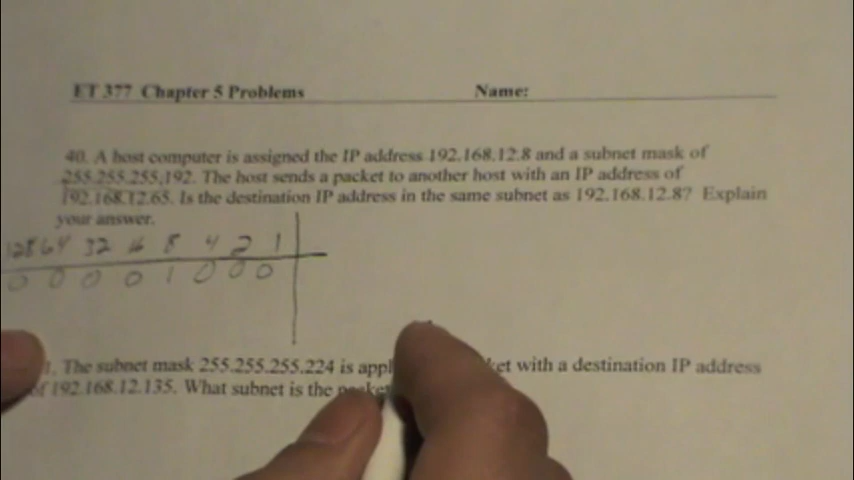 ET 377 Chapter 5 Problems Name:
40. A host computer is assigned the IP address 192.168.12.8 and a subnet mask of
255.255.255.192. The host sends a packet to another host with an IP address of
192.168.12.65. Is the destination IP address in the same subnet as 192.168.12.8? Explain
your answer.
128 64 32 16 8 4 2 1
0 0 0 0 1 0 0 0
1. The subnet mask 255.255.255.224 is appl ket with a destination IP address
of 192.168.12.135. What subnet is the packet